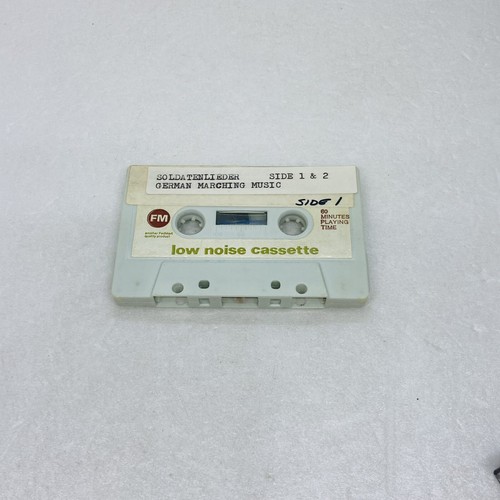 SOLDATENLIEDER SIDE 1 & 2
GERMAN MARCHING MUSIC
SIDE 1
FM
60
MINUTES
PLAYING
TIME
low noise cassette